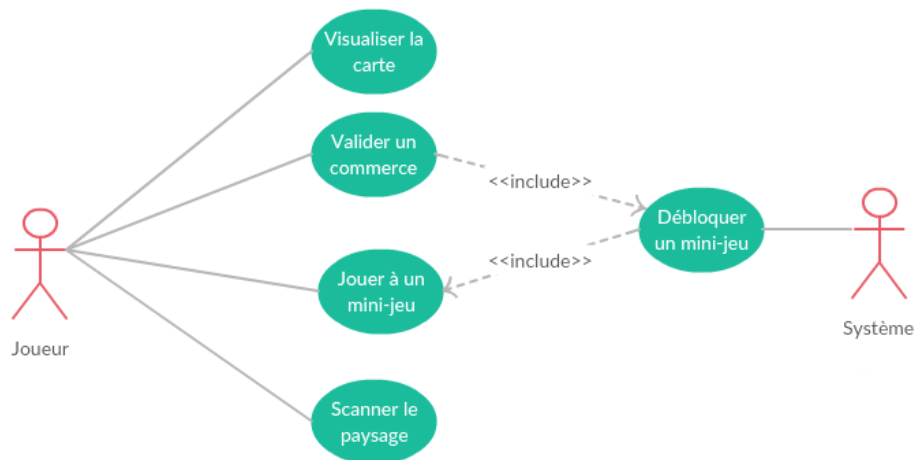 Visualiser la
carte
Valider un
commerce
<<include>>
Débloquer
un mini-jeu
<<include>>
Jouer à un
mini-jeu
Système
Joueur
Scanner le
paysage